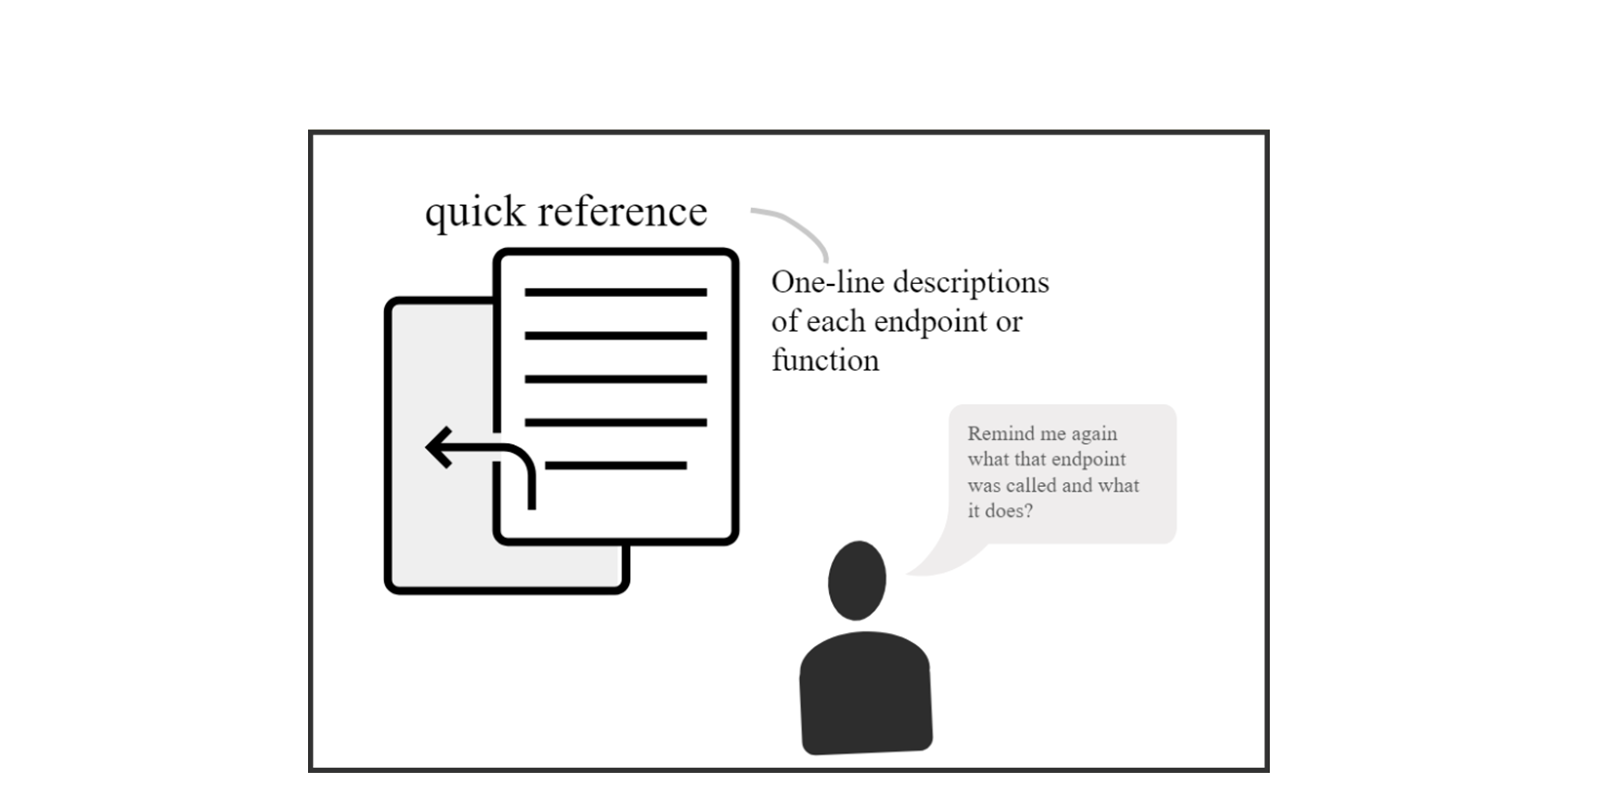 quick reference
One-line descriptions
of each endpoint or
function
Remind me again
what that endpoint
was called and what
it does?